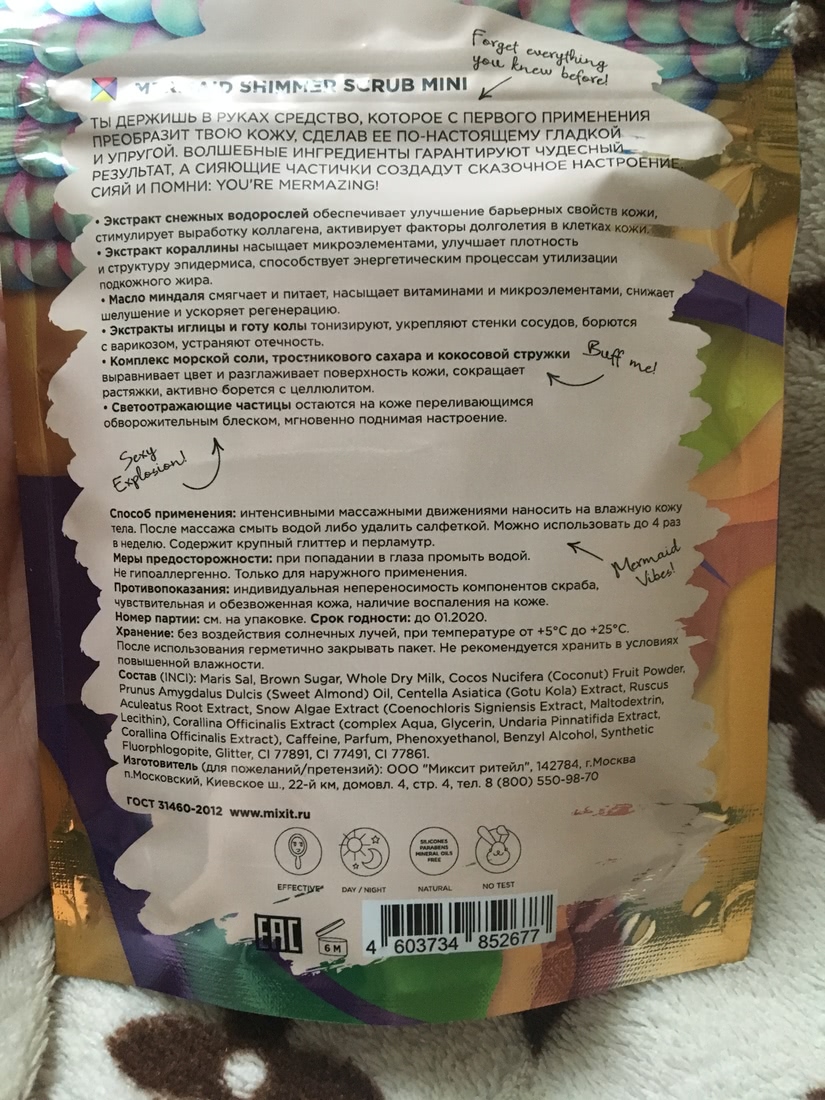 Forget everything
you knew before!
MERMAID SHIMMER SCRUB MINI
ТЫ ДЕРЖИШЬ В РУКАХ СРЕДСТВО, КОТОРОЕ С ПЕРВОГО ПРИМЕНЕНИЯ
ПРЕОБРАЗИТ ТВОЮ КОЖУ, СДЕЛАВ ЕЕ ПО-НАСТОЯЩЕМУ ГЛАДКОЙ
И УПРУГОЙ. ВОЛШЕБНЫЕ ИНГРЕДИЕНТЫ ГАРАНТИРУЮТ ЧУДЕСНЫЙ
РЕЗУЛЬТАТ, А СИЯЮЩИЕ ЧАСТИЧКИ СОЗДАДУТ СКАЗОЧНОЕ НАСТРОЕНИЕ.
СИЯЙ И ПОМНИ: YOU'RE MERMAZING!
• Экстракт снежных водорослей обеспечивает улучшение барьерных свойств кожи,
стимулирует выработку коллагена, активирует факторы долголетия в клетках кожи.
• Экстракт кораллины насыщает микроэлементами, улучшает плотность
и структуру эпидермиса, способствует энергетическим процессам утилизации
подкожного жира.
• Масло миндаля смягчает и питает, насыщает витаминами и микроэлементами, снижает
шелушение и ускоряет регенерацию.
• Экстракты иглицы и готу колы тонизируют, укрепляют стенки сосудов, борются
с варикозом, устраняют отечность.
• Комплекс морской соли, тростникового сахара и кокосовой стружки
выравнивает цвет и разглаживает поверхность кожи, сокращает
растяжки, активно борется с целлюлитом.
Buff me!
• Светоотражающие частицы остаются на коже переливающимся
обворожительным блеском, мгновенно поднимая настроение.
Sexy
Explosion!
Способ применения: интенсивными массажными движениями наносить на влажную кожу
тела. После массажа смыть водой либо удалить салфеткой. Можно использовать до 4 раз
в неделю. Содержит крупный глиттер и перламутр.
Меры предосторожности: при попадании в глаза промыть водой.
Не гипоаллергенно. Только для наружного применения.
Mermaid
Vibes!
Противопоказания: индивидуальная непереносимость компонентов скраба,
чувствительная и обезвоженная кожа, наличие воспаления на коже.
Номер партии: см. на упаковке. Срок годности: до 01.2020.
Хранение: без воздействия солнечных лучей, при температуре от +5°С до +25°С.
После использования герметично закрывать пакет. Не рекомендуется хранить в условиях
повышенной влажности.
Состав (INCI): Maris Sal, Brown Sugar, Whole Dry Milk, Cocos Nucifera (Coconut) Fruit Powder,
Prunus Amygdalus Dulcis (Sweet Almond) Oil, Centella Asiatica (Gotu Kola) Extract, Ruscus
Aculeatus Root Extract, Snow Algae Extract (Coenochloris Signiensis Extract, Maltodextrin,
Lecithin), Corallina Officinalis Extract (complex Aqua, Glycerin, Undaria Pinnatifida Extract,
Corallina Officinalis Extract), Caffeine, Parfum, Phenoxyethanol, Benzyl Alcohol, Synthetic
Fluorphlogopite, Glitter, CI 77891, CI 77491, CI 77861.
Изготовитель (для пожеланий/претензий): ООО "Миксит ритейл", 142784, г.Москва
п.Московский, Киевское ш., 22-й км, домовл. 4, стр. 4, тел. 8 (800) 550-98-70
ГОСТ 31460-2012 www.mixit.ru
SILICONES
PARABENS
MINERAL OILS
FREE
EFFECTIVE DAY / NIGHT NATURAL NO TEST
EAC
6 M
4 603734 852677